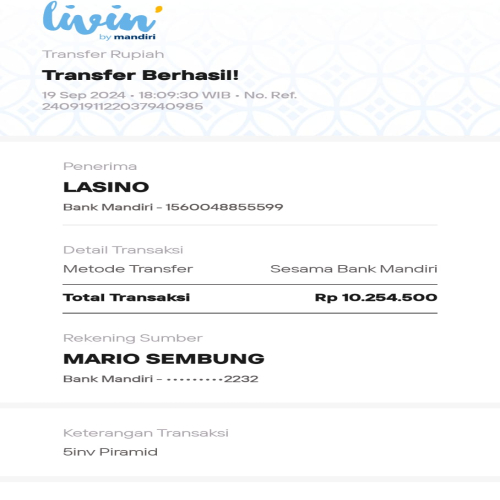 livin'
by mandiri
Transfer Rupiah
Transfer Berhasil!
19 Sep 2024 • 18:09:30 WIB • No. Ref.
2409191122037940985
Penerima
LASINO
Bank Mandiri - 1560048855599
Detail Transaksi
Metode Transfer Sesama Bank Mandiri
Total Transaksi Rp 10.254.500
Rekening Sumber
MARIO SEMBUNG
Bank Mandiri - •••••••••2232
Keterangan Transaksi
5inv Piramid